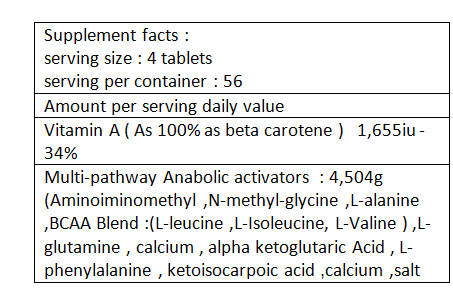 Supplement facts :
serving size : 4 tablets
serving per container : 56
Amount per serving daily value
Vitamin A ( As 100% as beta carotene )   1,655iu -
34%
Multi-pathway Anabolic activators  : 4,504g
(Aminoiminomethyl ,N-methyl-glycine ,L-alanine
,BCAA Blend :(L-leucine ,L-Isoleucine, L-Valine ) ,L-
glutamine , calcium , alpha ketoglutaric Acid , L-
phenylalanine , ketoisocarpoic acid ,calcium ,salt